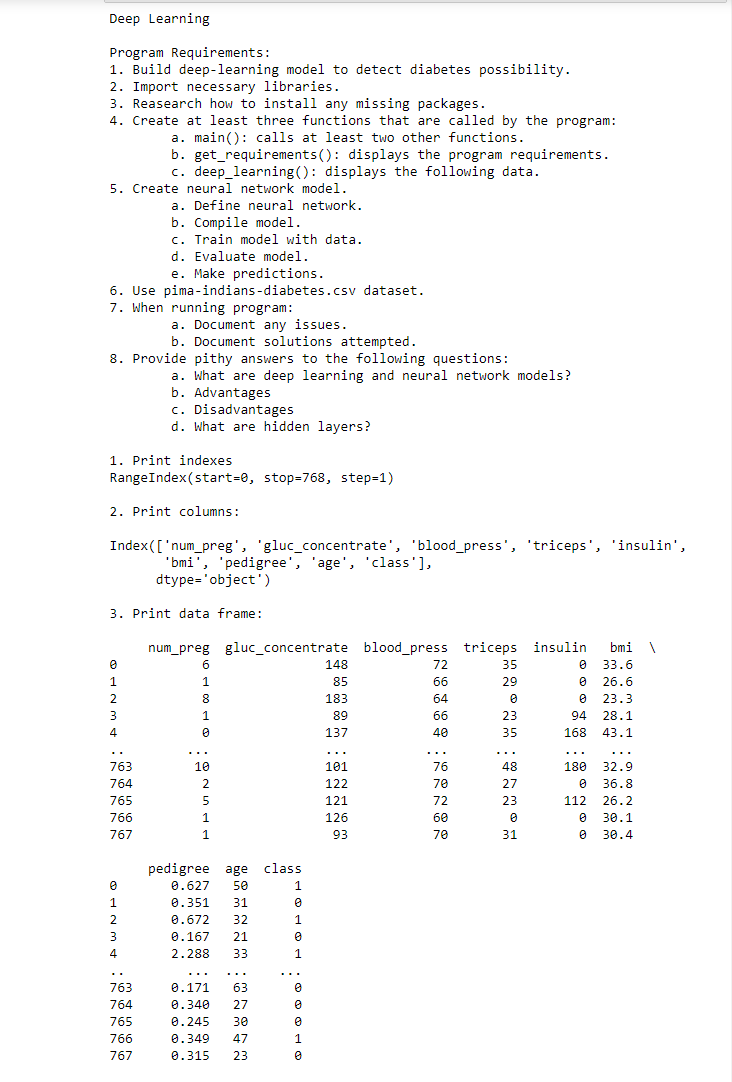 Deep Learning
Program Requirements:
1. Build deep-learning model to detect diabetes possibility.
2. Import necessary libraries.
3. Reasearch how to install any missing packages.
4. Create at least three functions that are called by the program:
a. main(): calls at least two other functions.
b. get_requirements(): displays the program requirements.
c. deep_learning(): displays the following data.
5. Create neural network model.
a. Define neural network.
b. Compile model.
c. Train model with data.
d. Evaluate model.
e. Make predictions.
6. Use pima-indians-diabetes.csv dataset.
7. When running program:
a. Document any issues.
b. Document solutions attempted.
8. Provide pithy answers to the following questions:
a. What are deep learning and neural network models?
b. Advantages
c. Disadvantages
d. What are hidden layers?
1. Print indexes
RangeIndex(start=0, stop=768, step=1)
2. Print columns:
Index(['num_preg', 'gluc_concentrate', 'blood_press', 'triceps', 'insulin',
'bmi', 'pedigree', 'age', 'class'],
dtype='object')
3. Print data frame:
num_preg gluc_concentrate blood_press triceps insulin bmi \
0 6 148 72 35 0 33.6
1 1 85 66 29 0 26.6
2 8 183 64 0 0 23.3
3 1 89 66 23 94 28.1
4 0 137 40 35 168 43.1
.. ... ... ... ... ... ...
763 10 101 76 48 180 32.9
764 2 122 70 27 0 36.8
765 5 121 72 23 112 26.2
766 1 126 60 0 0 30.1
767 1 93 70 31 0 30.4
pedigree age class
0 0.627 50 1
1 0.351 31 0
2 0.672 32 1
3 0.167 21 0
4 2.288 33 1
.. ... ... ...
763 0.171 63 0
764 0.340 27 0
765 0.245 30 0
766 0.349 47 1
767 0.315 23 0